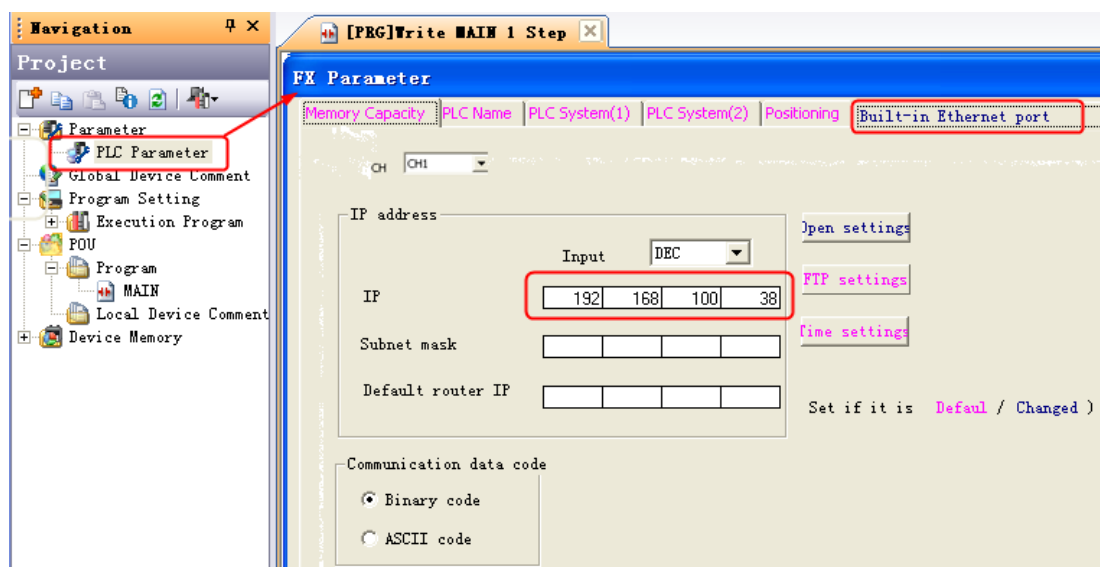 Navigation
[PRG]Write MAIN 1 Step
Project
FX Parameter
Memory Capacity PLC Name PLC System(1) PLC System(2) Positioning Built-in Ethernet port
Parameter
PLC Parameter
Global Device Comment
Program Setting
Execution Program
POU
Program
MAIN
Local Device Comment
Device Memory
CH CH1
IP address
Input DEC
IP 192 168 100 38
Subnet mask
Default router IP
Open settings
FTP settings
Time settings
Set if it is Defaul / Changed )
Communication data code
Binary code
ASCII code